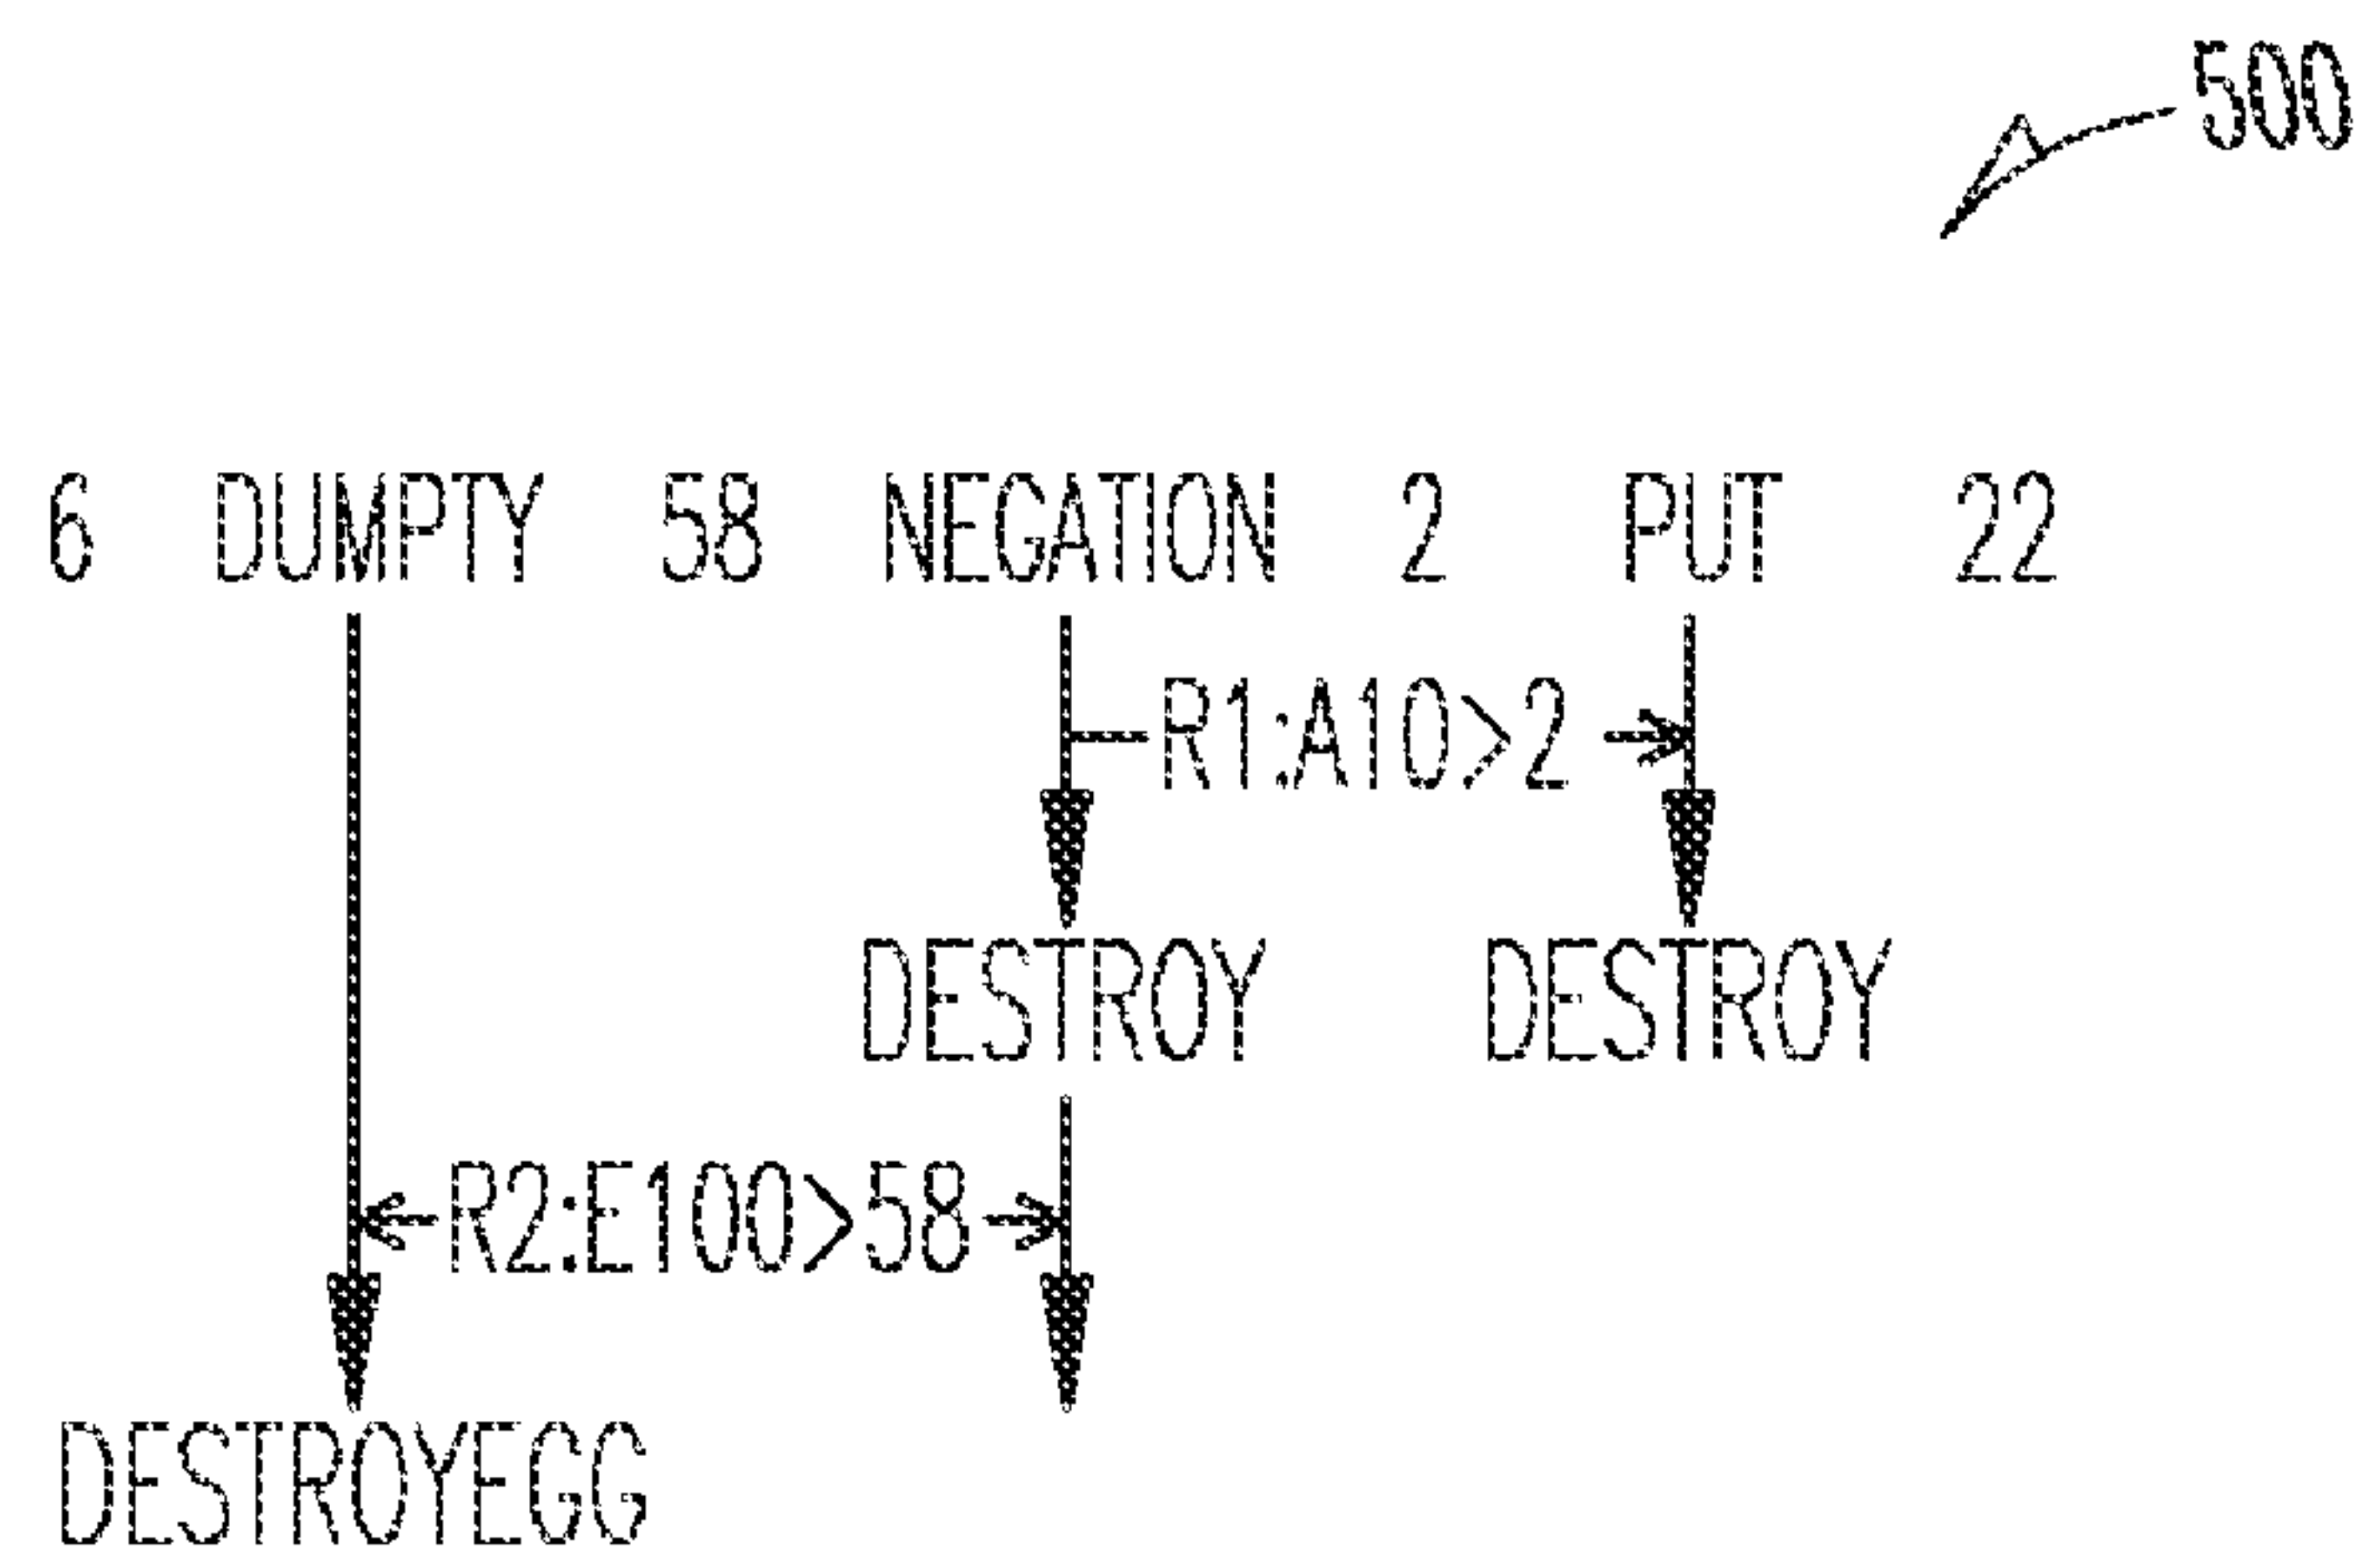 500
6 DUMPTY 58 NEGATION 2 PUT 22
R1:A10>2
DESTROY DESTROY
R2:E100>58
DESTROYEGG